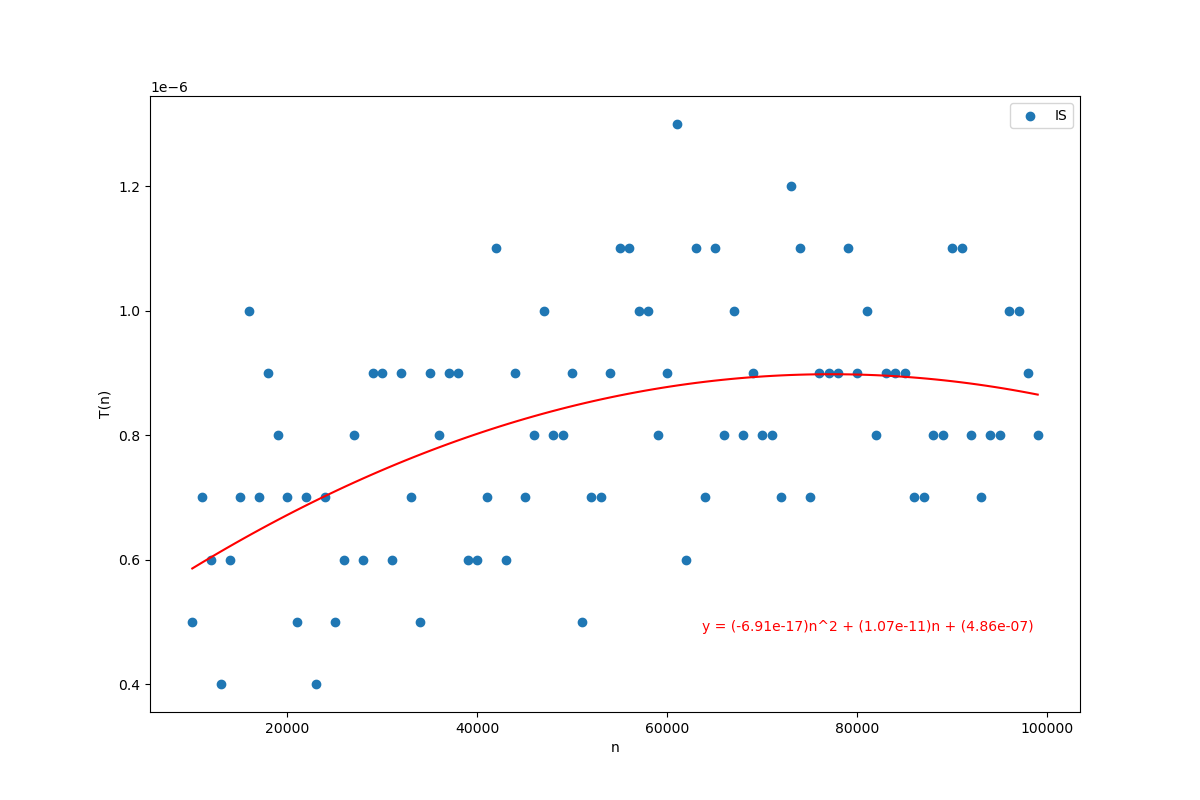 1e−6
IS
1.2
1.0
0.8
0.6
0.4
T(n)
y = (-6.91e-17)n^2 + (1.07e-11)n + (4.86e-07)
20000 40000 60000 80000 100000
n